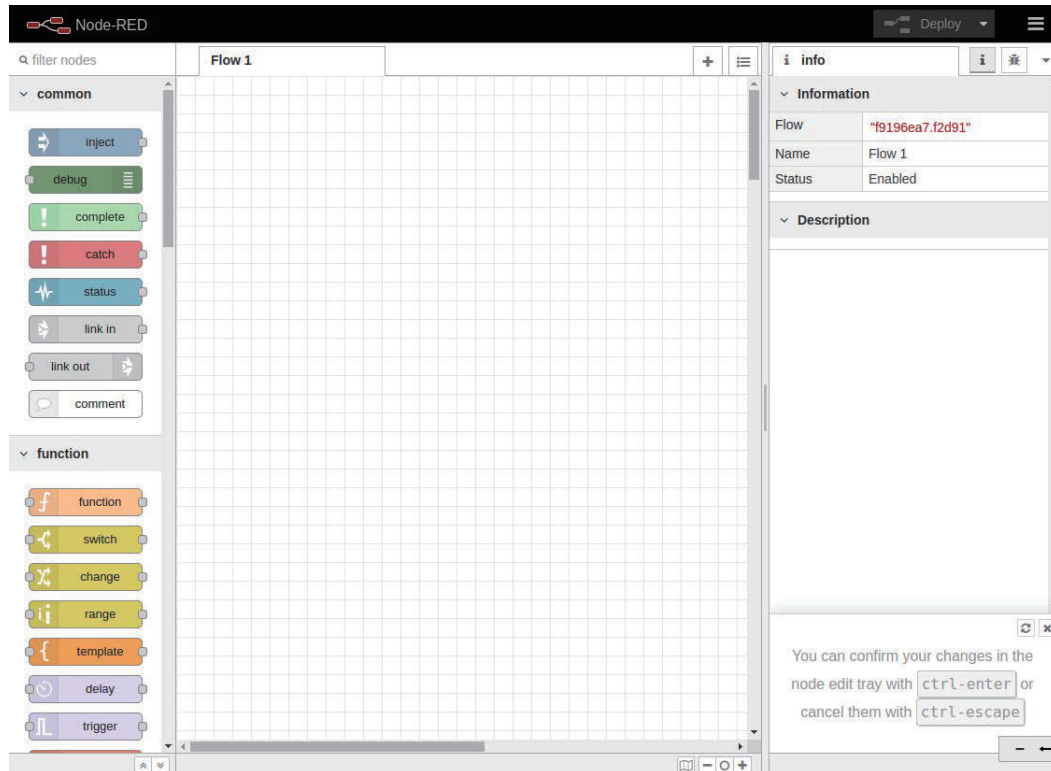 Node-RED
Deploy
filter nodes
Flow 1
info
common
inject
debug
complete
catch
status
link in
link out
comment
function
function
switch
change
range
template
delay
trigger
Information
Flow "f9196ea7.f2d91"
Name Flow 1
Status Enabled
Description
You can confirm your changes in the
node edit tray with ctrl-enter or
cancel them with ctrl-escape